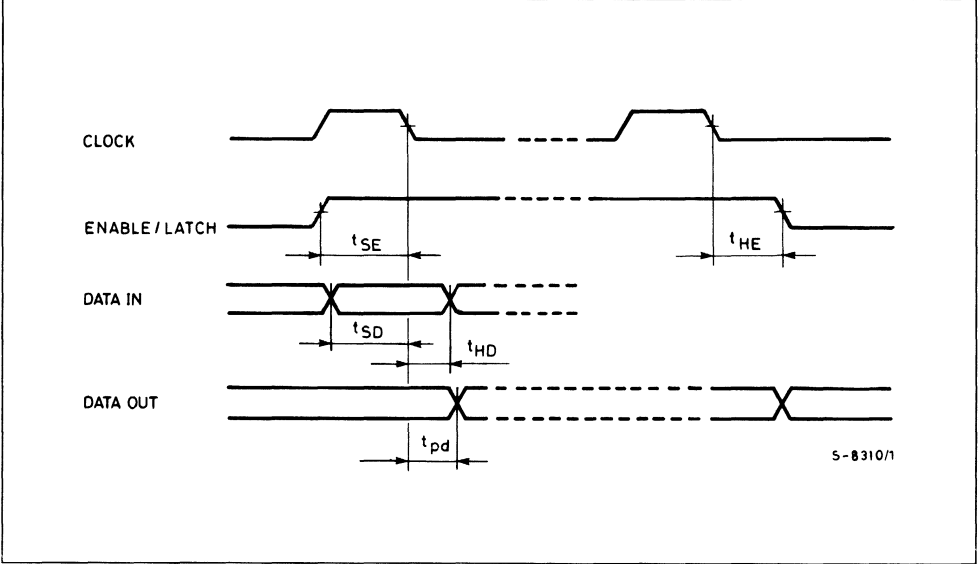 CLOCK
ENABLE / LATCH
tSE
tHE
DATA IN
tSD
tHD
DATA OUT
tpd
S-8310/1